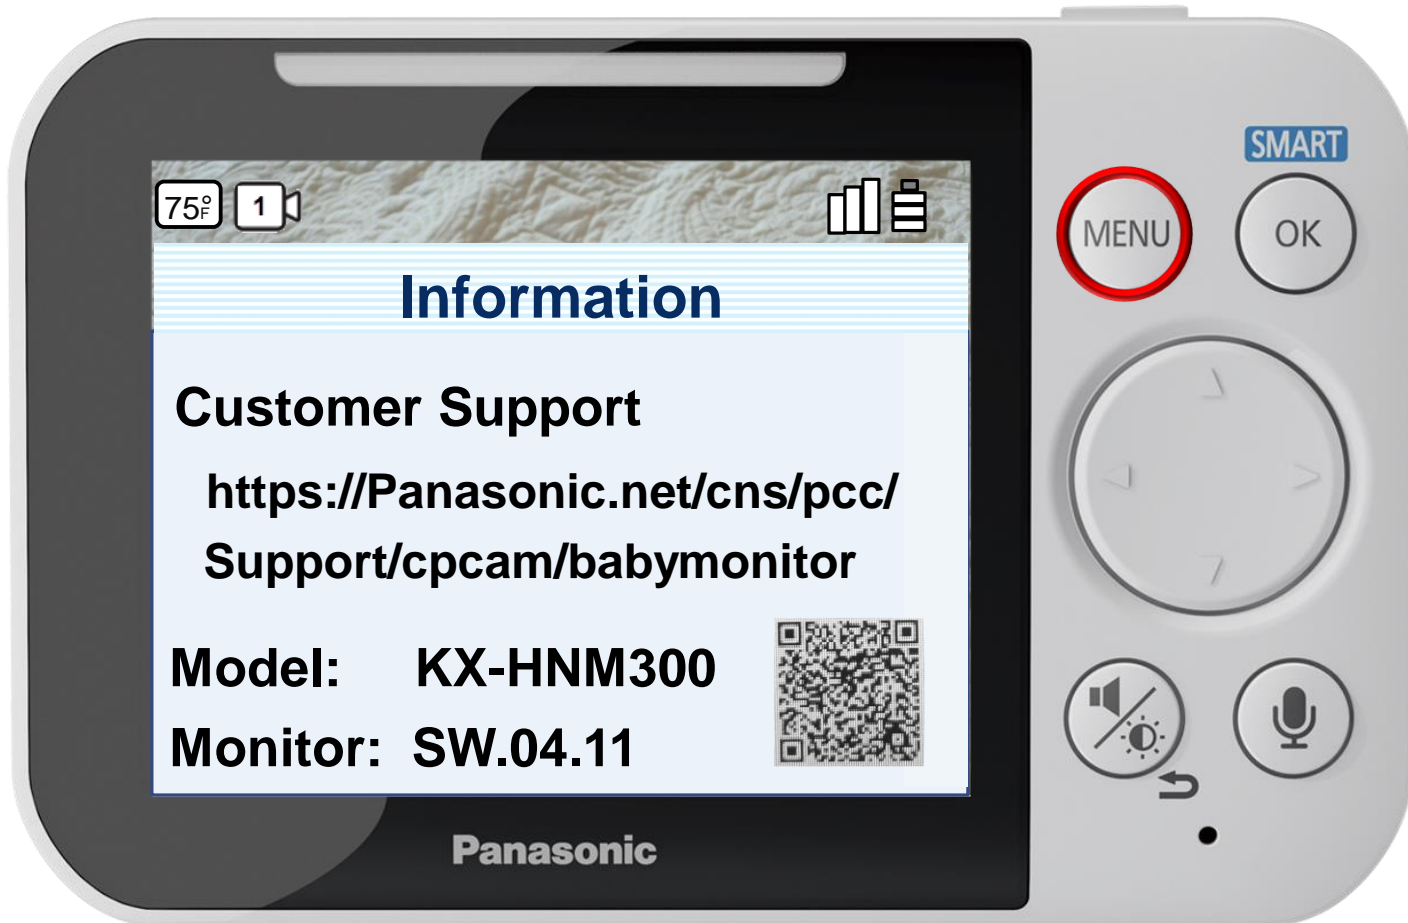 SMART
75°F 1
MENU OK
Information
Customer Support
https://Panasonic.net/cns/pcc/
Support/cpcam/babymonitor
Model: KX-HNM300
Monitor: SW.04.11
Panasonic